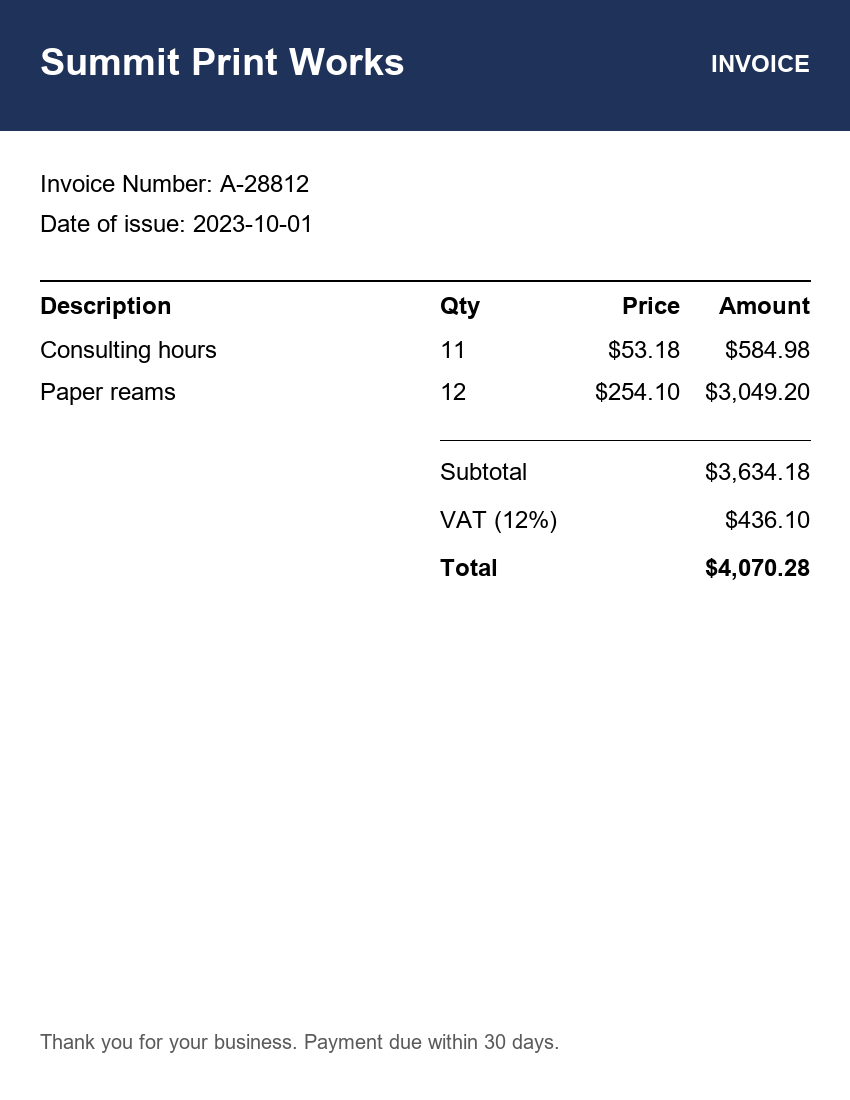 Summit Print Works INVOICE
Invoice Number: A-28812
Date of issue: 2023-10-01
Description Qty Price Amount
Consulting hours 11 $53.18 $584.98
Paper reams 12 $254.10 $3,049.20
Subtotal $3,634.18
VAT (12%) $436.10
Total $4,070.28
Thank you for your business. Payment due within 30 days.